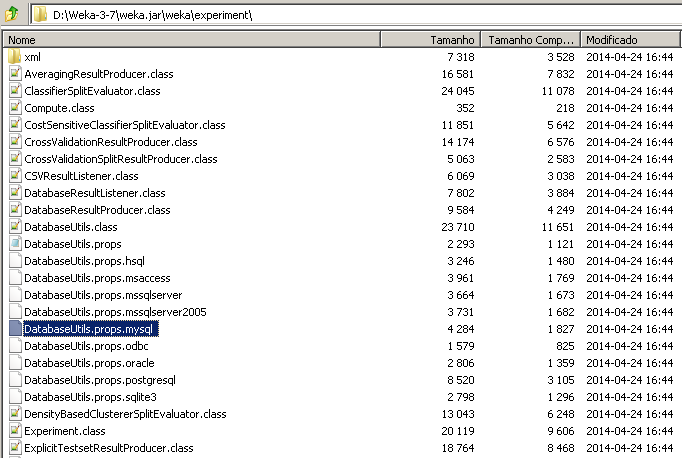 D:\Weka-3-7\weka.jar\weka\experiment\
Nome Tamanho Tamanho Comp... Modificado
xml 7 318 3 528 2014-04-24 16:44
AveragingResultProducer.class 16 581 7 832 2014-04-24 16:44
ClassifierSplitEvaluator.class 24 045 11 078 2014-04-24 16:44
Compute.class 352 218 2014-04-24 16:44
CostSensitiveClassifierSplitEvaluator.class 11 851 5 642 2014-04-24 16:44
CrossValidationResultProducer.class 14 174 6 576 2014-04-24 16:44
CrossValidationSplitResultProducer.class 5 063 2 583 2014-04-24 16:44
CSVResultListener.class 6 069 3 038 2014-04-24 16:44
DatabaseResultListener.class 7 802 3 884 2014-04-24 16:44
DatabaseResultProducer.class 9 584 4 249 2014-04-24 16:44
DatabaseUtils.class 23 710 11 651 2014-04-24 16:44
DatabaseUtils.props 2 293 1 121 2014-04-24 16:44
DatabaseUtils.props.hsql 3 246 1 480 2014-04-24 16:44
DatabaseUtils.props.msaccess 3 961 1 769 2014-04-24 16:44
DatabaseUtils.props.mssqlserver 3 664 1 673 2014-04-24 16:44
DatabaseUtils.props.mssqlserver2005 3 731 1 682 2014-04-24 16:44
DatabaseUtils.props.mysql 4 284 1 827 2014-04-24 16:44
DatabaseUtils.props.odbc 1 579 825 2014-04-24 16:44
DatabaseUtils.props.oracle 2 806 1 359 2014-04-24 16:44
DatabaseUtils.props.postgresql 8 520 3 105 2014-04-24 16:44
DatabaseUtils.props.sqlite3 2 798 1 296 2014-04-24 16:44
DensityBasedClustererSplitEvaluator.class 13 043 6 248 2014-04-24 16:44
Experiment.class 20 119 9 606 2014-04-24 16:44
ExplicitTestsetResultProducer.class 18 764 8 468 2014-04-24 16:44